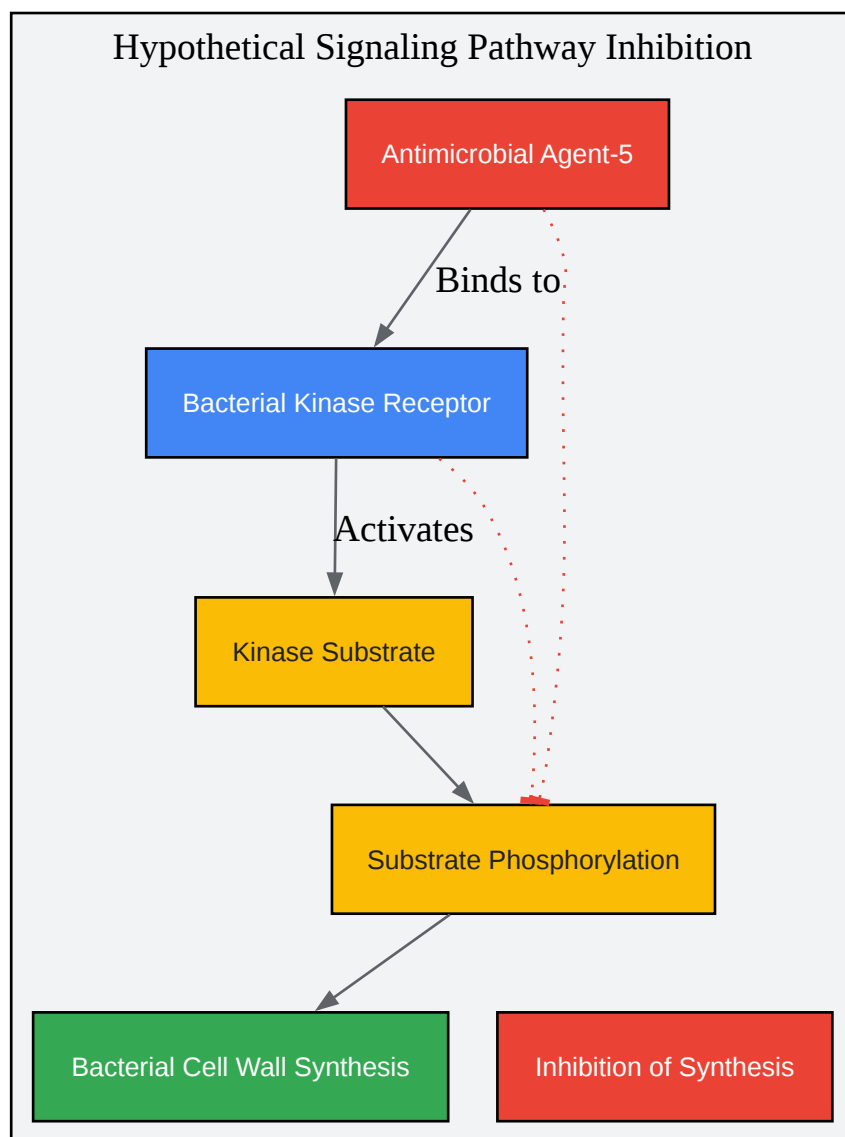 Hypothetical Signaling Pathway Inhibition
Antimicrobial Agent-5
Binds to
Bacterial Kinase Receptor
Activates
Kinase Substrate
Substrate Phosphorylation
Bacterial Cell Wall Synthesis
Inhibition of Synthesis